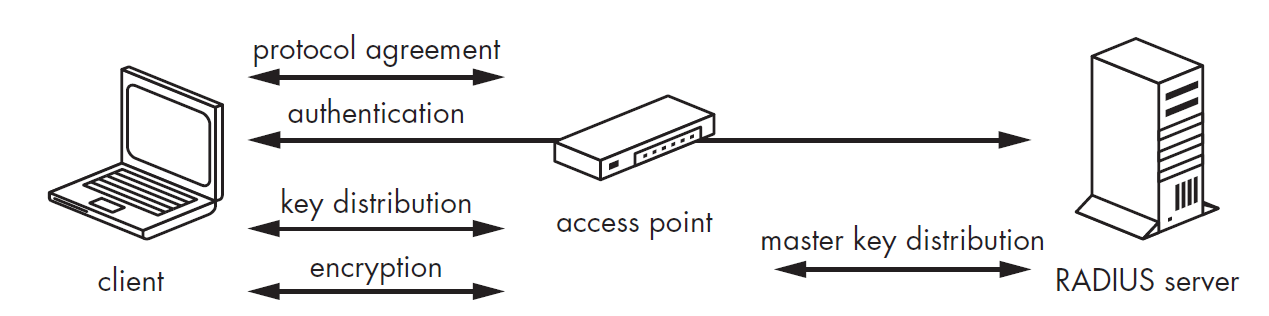 protocol agreement
authentication
key distribution
access point
master key distribution
encryption
client
RADIUS server